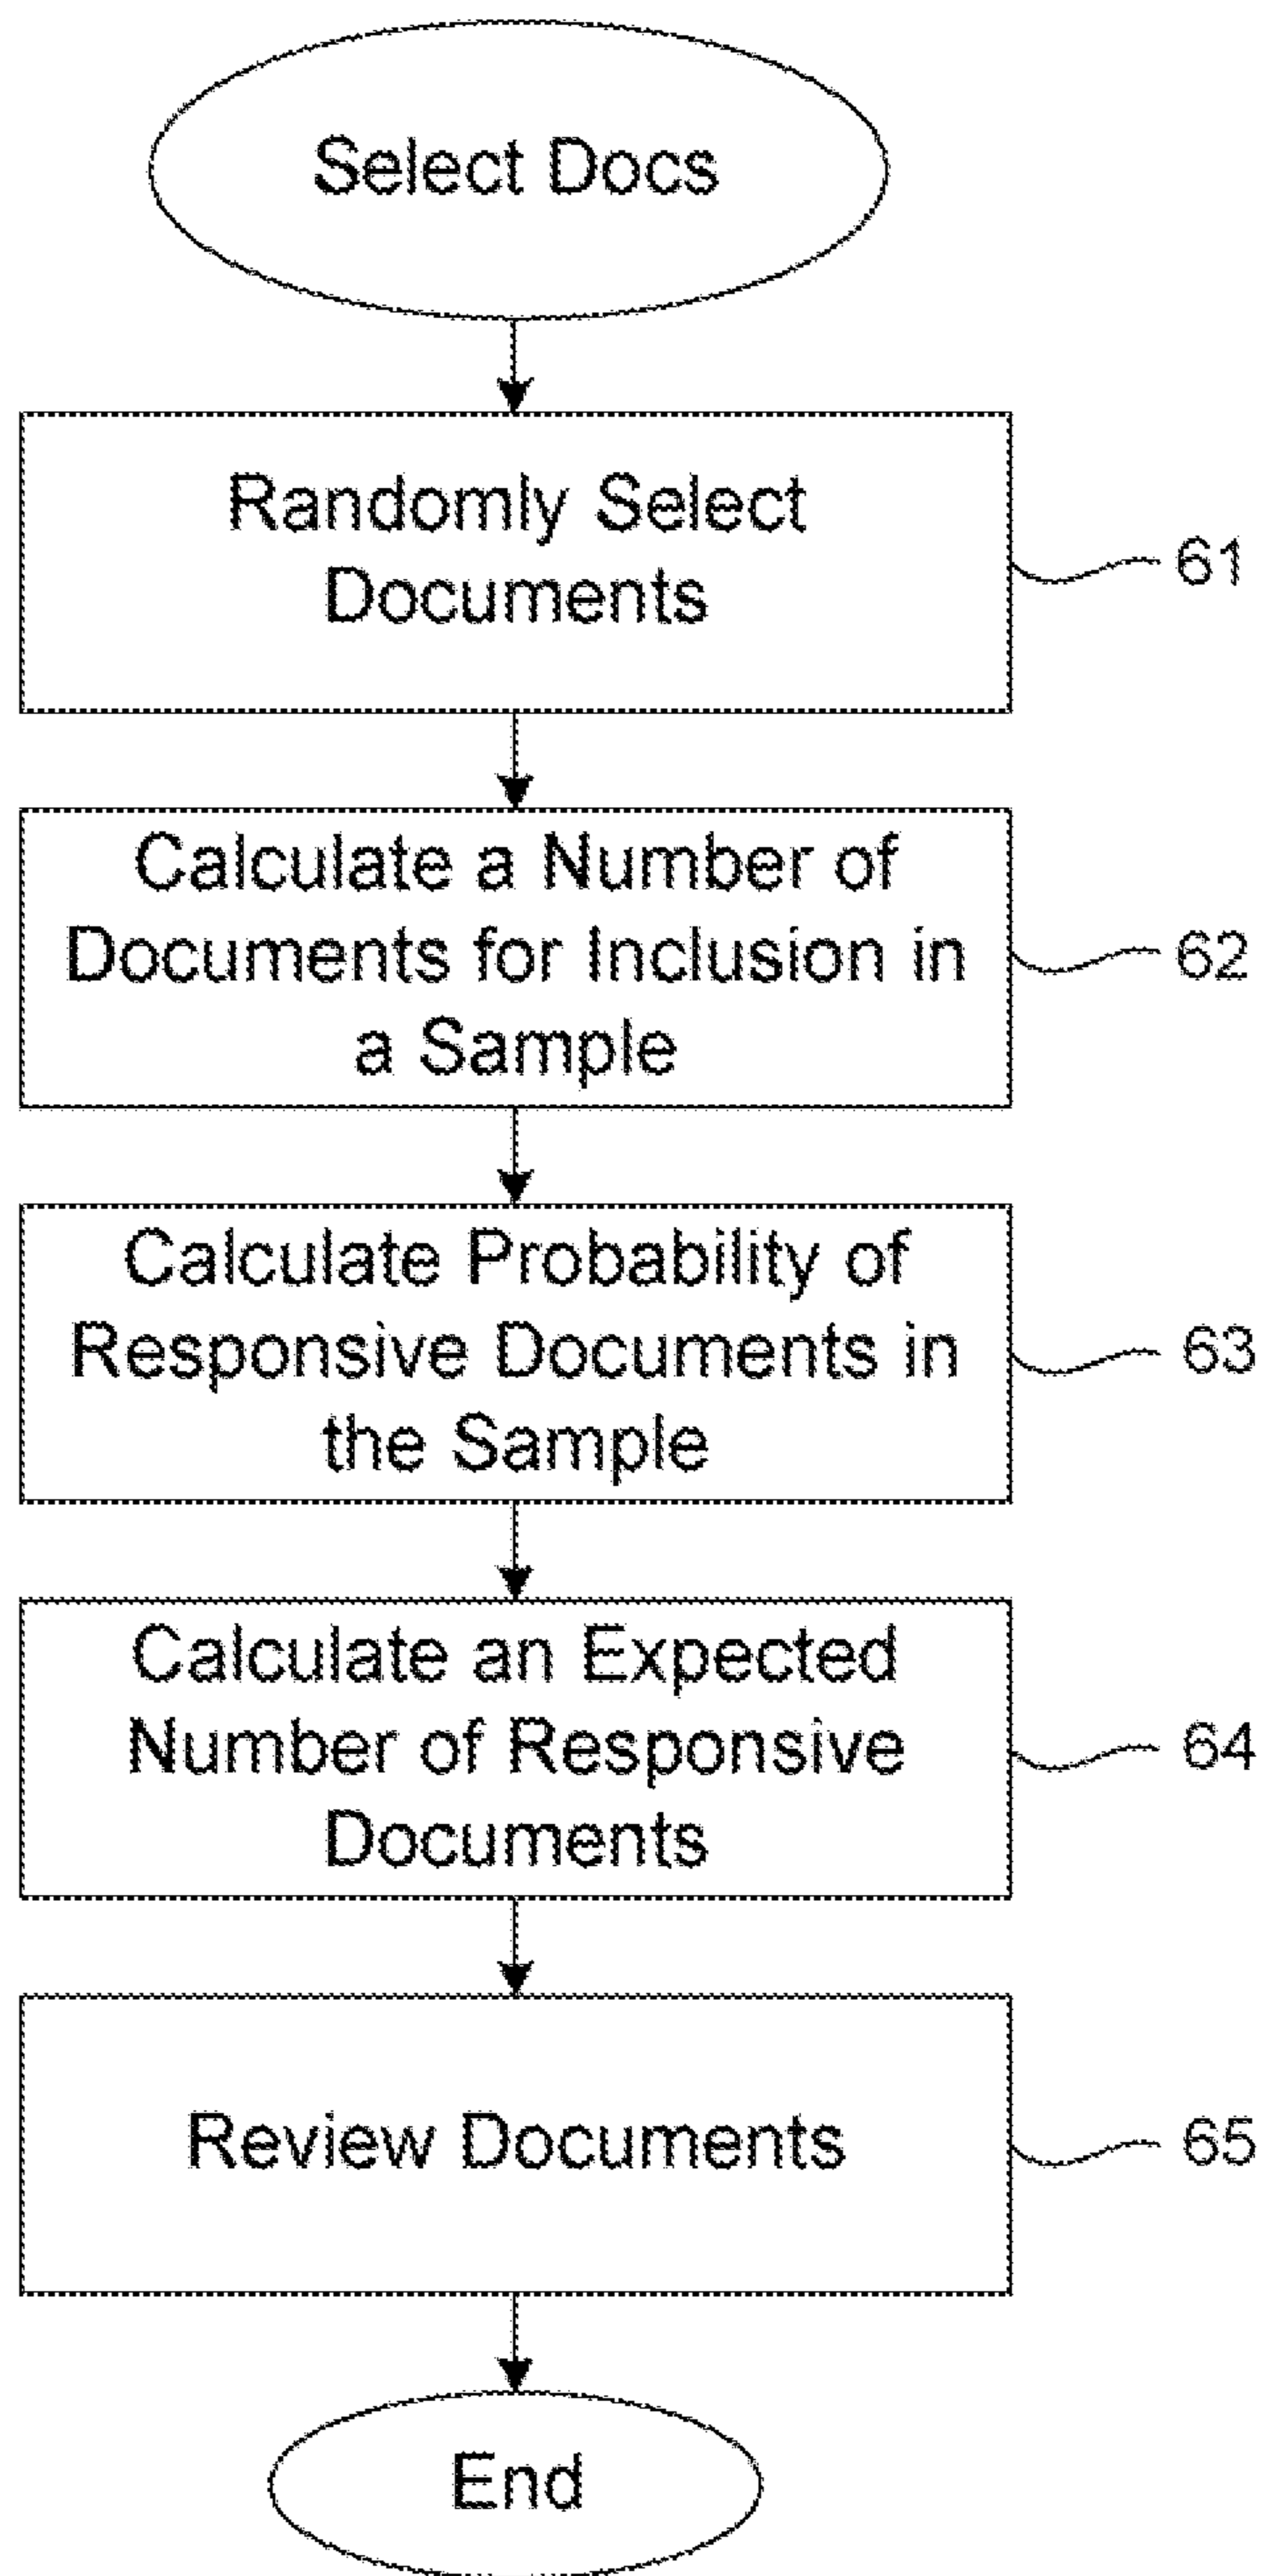 Select Docs
Randomly Select
Documents
61
Calculate a Number of
Documents for Inclusion in
a Sample
62
Calculate Probability of
Responsive Documents in
the Sample
63
Calculate an Expected
Number of Responsive
Documents
64
Review Documents
65
End